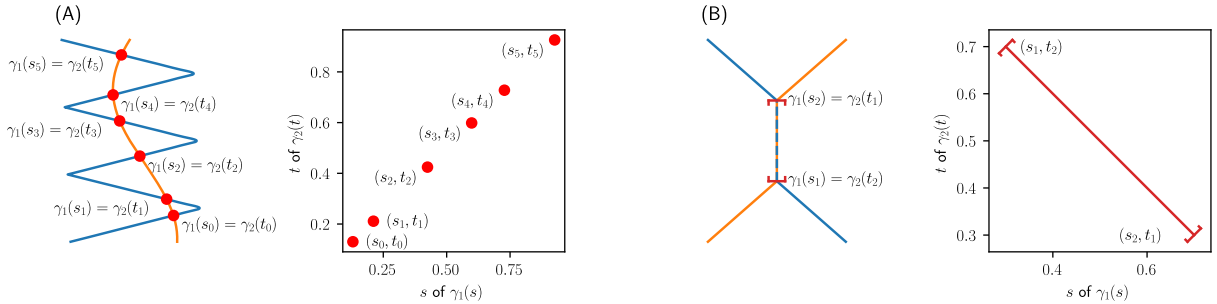 (A)
γ₁(s₅) = γ₂(t₅)
γ₁(s₄) = γ₂(t₄)
γ₁(s₃) = γ₂(t₃)
γ₁(s₂) = γ₂(t₂)
γ₁(s₁) = γ₂(t₁)
γ₁(s₀) = γ₂(t₀)
t of γ₂(t)
0.8
0.6
0.4
0.2
(s₅, t₅)
(s₄, t₄)
(s₃, t₃)
(s₂, t₂)
(s₁, t₁)
(s₀, t₀)
0.25 0.50 0.75
s of γ₁(s)
(B)
γ₁(s₂) = γ₂(t₁)
γ₁(s₁) = γ₂(t₂)
t of γ₂(t)
0.7
0.6
0.5
0.4
0.3
(s₁, t₂)
(s₂, t₁)
0.4 0.6
s of γ₁(s)